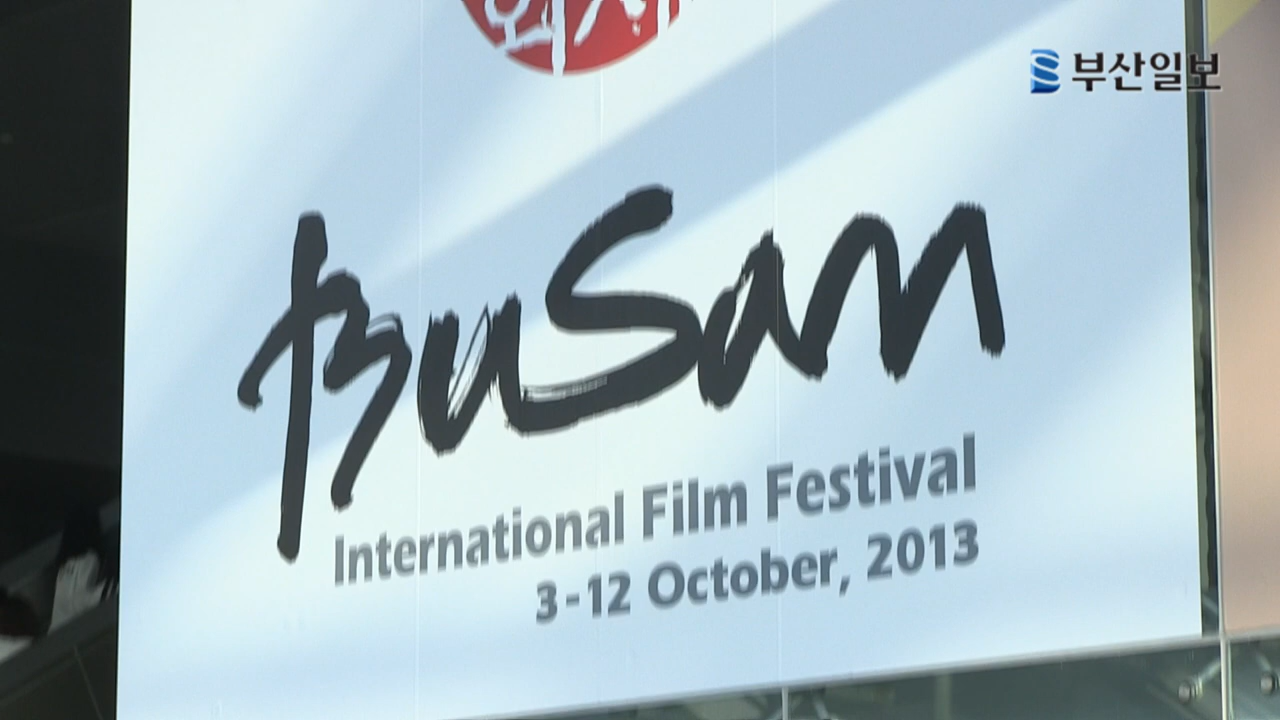 부산일보
Busan
International Film Festival
3-12 October, 2013